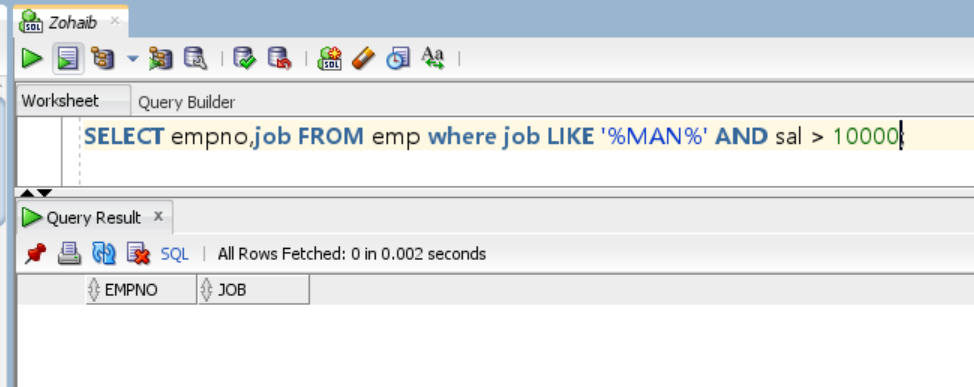 Zohaib
Worksheet Query Builder
SELECT empno,job FROM emp where job LIKE '%MAN%' AND sal > 10000;
Query Result x
SQL | All Rows Fetched: 0 in 0.002 seconds
EMPNO JOB